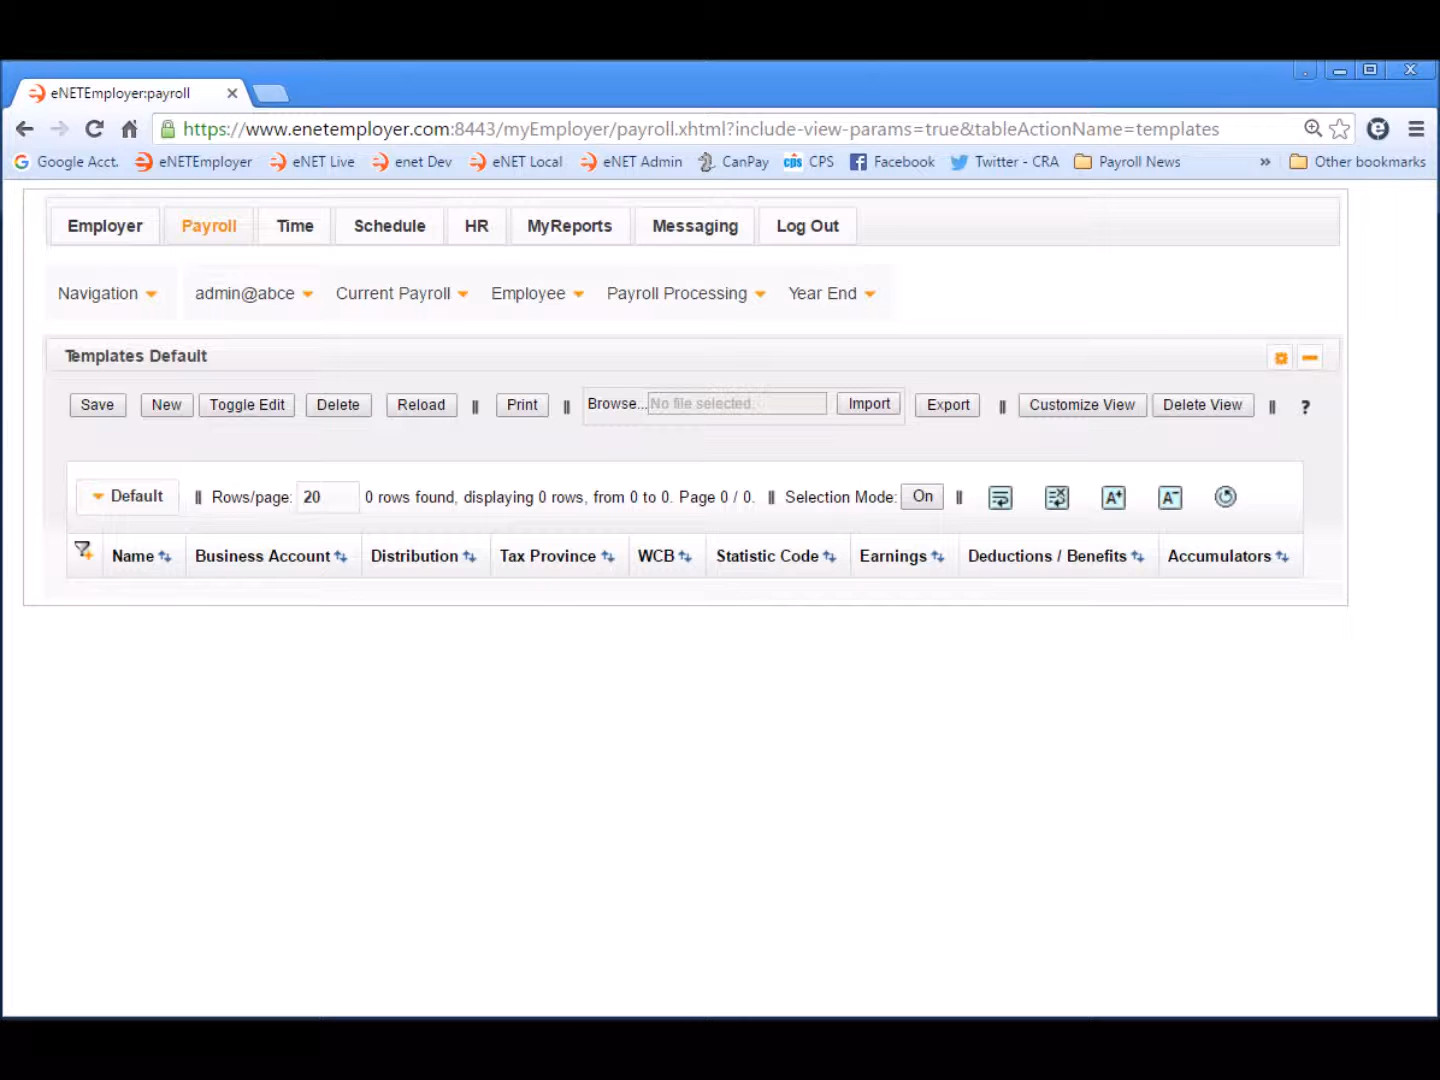 eNETEmployer:payroll
https://www.enetemployer.com:8443/myEmployer/payroll.xhtml?include-view-params=true&tableActionName=templates
Google Acct. eNETEmployer eNET Live enet Dev eNET Local eNET Admin CanPay cps CPS Facebook Twitter - CRA Payroll News » Other bookmarks
Employer Payroll Time Schedule HR MyReports Messaging Log Out
Navigation admin@abce Current Payroll Employee Payroll Processing Year End
Templates Default
Save New Toggle Edit Delete Reload || Print || Browse... No file selected. Import Export || Customize View Delete View || ?
Default || Rows/page: 20 0 rows found, displaying 0 rows, from 0 to 0. Page 0 / 0. || Selection Mode: On || A+ A-
Name Business Account Distribution Tax Province WCB Statistic Code Earnings Deductions / Benefits Accumulators